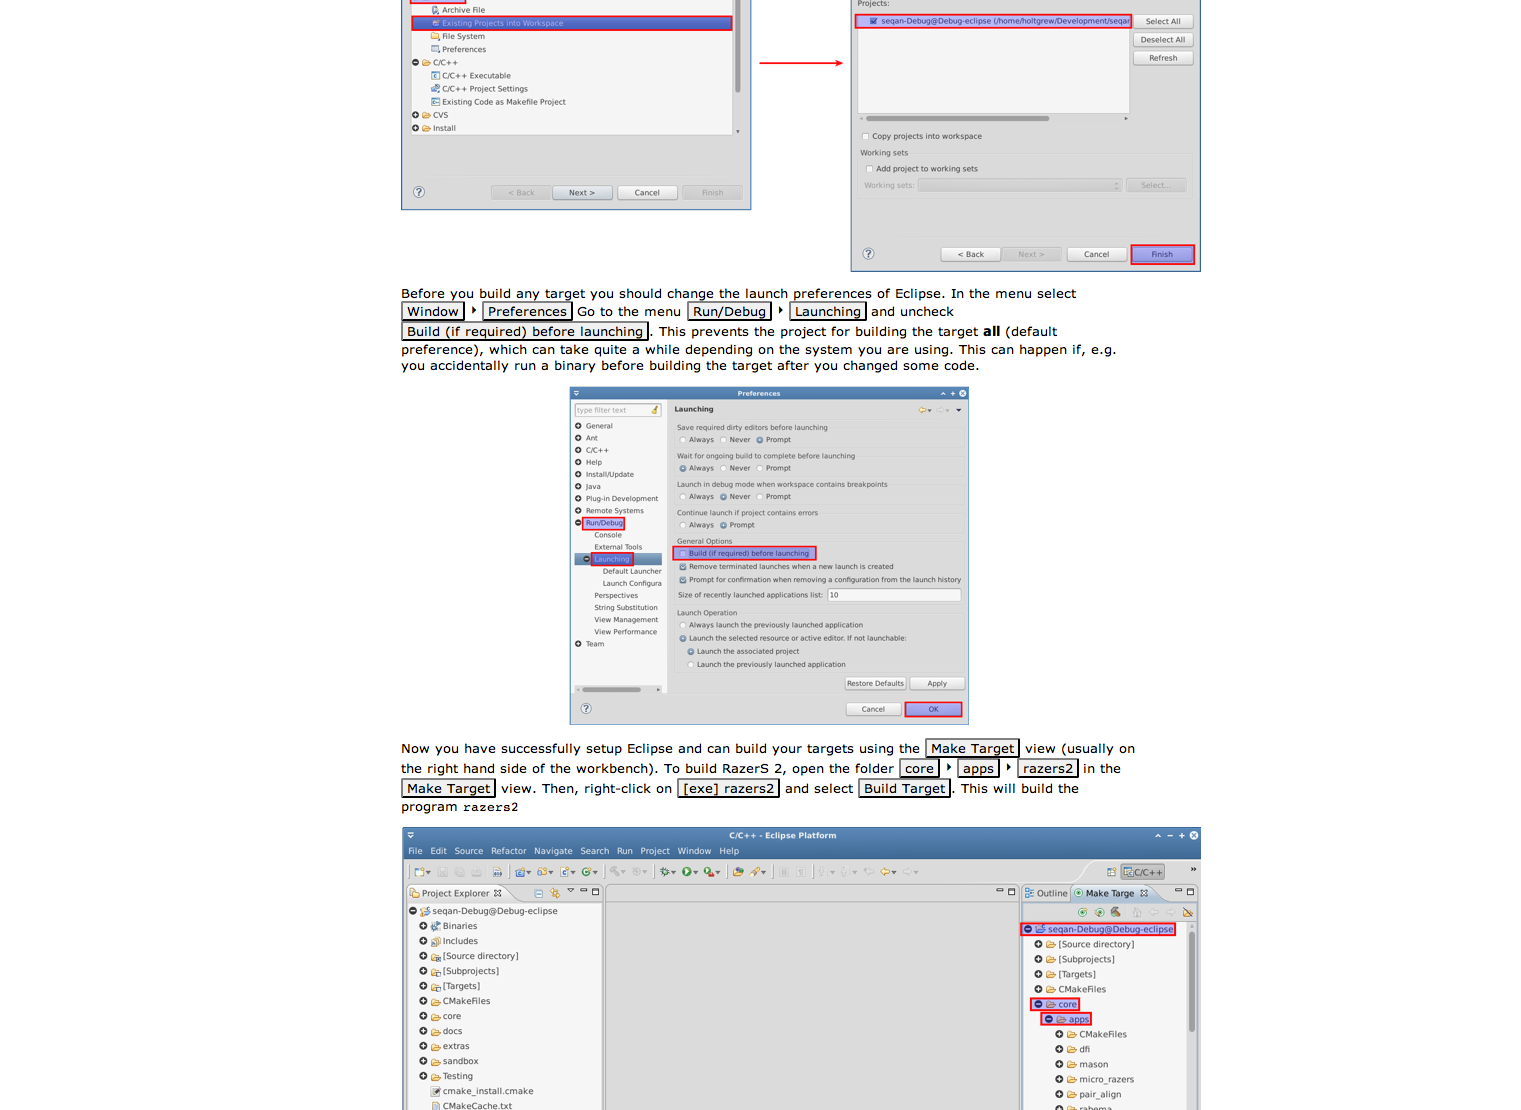 Archive File
Existing Projects into Workspace
File System
Preferences
C/C++
C/C++ Executable
C/C++ Project Settings
Existing Code as Makefile Project
CVS
Install
? < Back Next > Cancel Finish
Projects:
seqan-Debug@Debug-eclipse (/home/holtgrew/Development/seqan
Select All
Deselect All
Refresh
Copy projects into workspace
Working sets
Add project to working sets
Working sets: Select...
? < Back Next > Cancel Finish
Before you build any target you should change the launch preferences of Eclipse. In the menu select
Window Preferences Go to the menu Run/Debug Launching and uncheck
Build (if required) before launching. This prevents the project for building the target all (default
preference), which can take quite a while depending on the system you are using. This can happen if, e.g.
you accidentally run a binary before building the target after you changed some code.
Preferences
type filter text
General
Ant
C/C++
Help
Install/Update
Java
Plug-in Development
Remote Systems
Run/Debug
Console
External Tools
Launching
Default Launcher
Launch Configura
Perspectives
String Substitution
View Management
View Performance
Team
Launching
Save required dirty editors before launching
Always Never Prompt
Wait for ongoing build to complete before launching
Always Never Prompt
Launch in debug mode when workspace contains breakpoints
Always Never Prompt
Continue launch if project contains errors
Always Prompt
General Options
Build (if required) before launching
Remove terminated launches when a new launch is created
Prompt for confirmation when removing a configuration from the launch history
Size of recently launched applications list: 10
Launch Operation
Always launch the previously launched application
Launch the selected resource or active editor. If not launchable:
Launch the associated project
Launch the previously launched application
Restore Defaults Apply
? Cancel OK
Now you have successfully setup Eclipse and can build your targets using the Make Target view (usually on
the right hand side of the workbench). To build RazerS 2, open the folder core apps razers2 in the
Make Target view. Then, right-click on [exe] razers2 and select Build Target. This will build the
program razers2
C/C++ - Eclipse Platform
File Edit Source Refactor Navigate Search Run Project Window Help
C/C++ »
Project Explorer
seqan-Debug@Debug-eclipse
Binaries
Includes
[Source directory]
[Subprojects]
[Targets]
CMakeFiles
core
docs
extras
sandbox
Testing
cmake_install.cmake
CMakeCache.txt
Outline Make Targe
seqan-Debug@Debug-eclipse
[Source directory]
[Subprojects]
[Targets]
CMakeFiles
core
apps
CMakeFiles
dfi
mason
micro_razers
pair_align
rabema